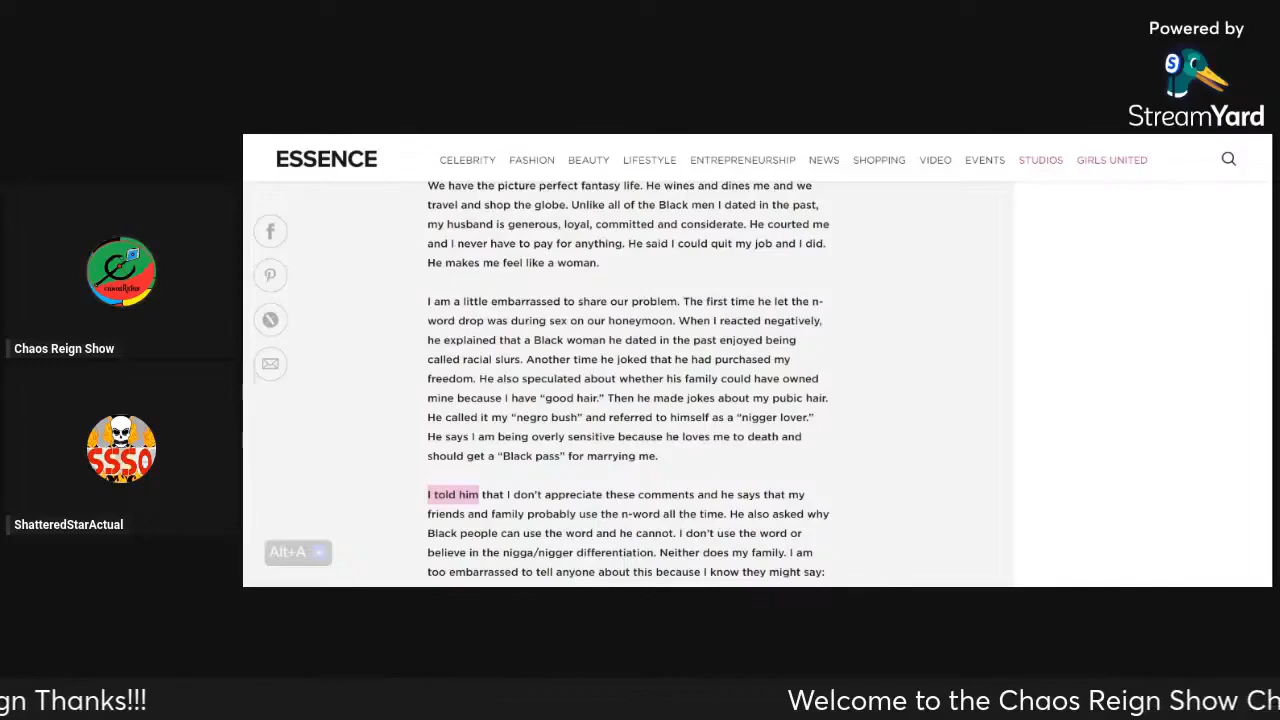 Powered by
S
StreamYard
ESSENCE
CELEBRITY FASHION BEAUTY LIFESTYLE ENTREPRENEURSHIP NEWS SHOPPING VIDEO EVENTS STUDIOS GIRLS UNITED
We have the picture perfect fantasy life. He wines and dines me and we
travel and shop the globe. Unlike all of the Black men I dated in the past,
my husband is generous, loyal, committed and considerate. He courted me
and I never have to pay for anything. He said I could quit my job and I did.
He makes me feel like a woman.
I am a little embarrassed to share our problem. The first time he let the n-
word drop was during sex on our honeymoon. When I reacted negatively,
he explained that a Black woman he dated in the past enjoyed being
called racial slurs. Another time he joked that he had purchased my
freedom. He also speculated about whether his family could have owned
mine because I have “good hair.” Then he made jokes about my pubic hair.
He called it my “negro bush” and referred to himself as a “nigger lover.”
He says I am being overly sensitive because he loves me to death and
should get a “Black pass” for marrying me.
I told him that I don’t appreciate these comments and he says that my
friends and family probably use the n-word all the time. He also asked why
Black people can use the word and he cannot. I don’t use the word or
believe in the nigga/nigger differentiation. Neither does my family. I am
too embarrassed to tell anyone about this because I know they might say:
Alt+A
Chaos Reign Show
SSSO
ShatteredStarActual
gn Thanks!!!
Welcome to the Chaos Reign Show Ch